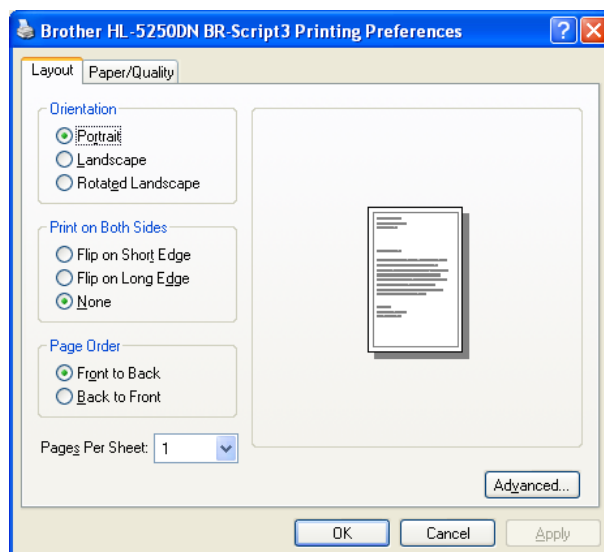 Brother HL-5250DN BR-Script3 Printing Preferences
Layout
Paper/Quality
Orientation
Portrait
Landscape
Rotated Landscape
Print on Both Sides
Flip on Short Edge
Flip on Long Edge
None
Page Order
Front to Back
Back to Front
Pages Per Sheet: 1
Advanced...
OK
Cancel
Apply